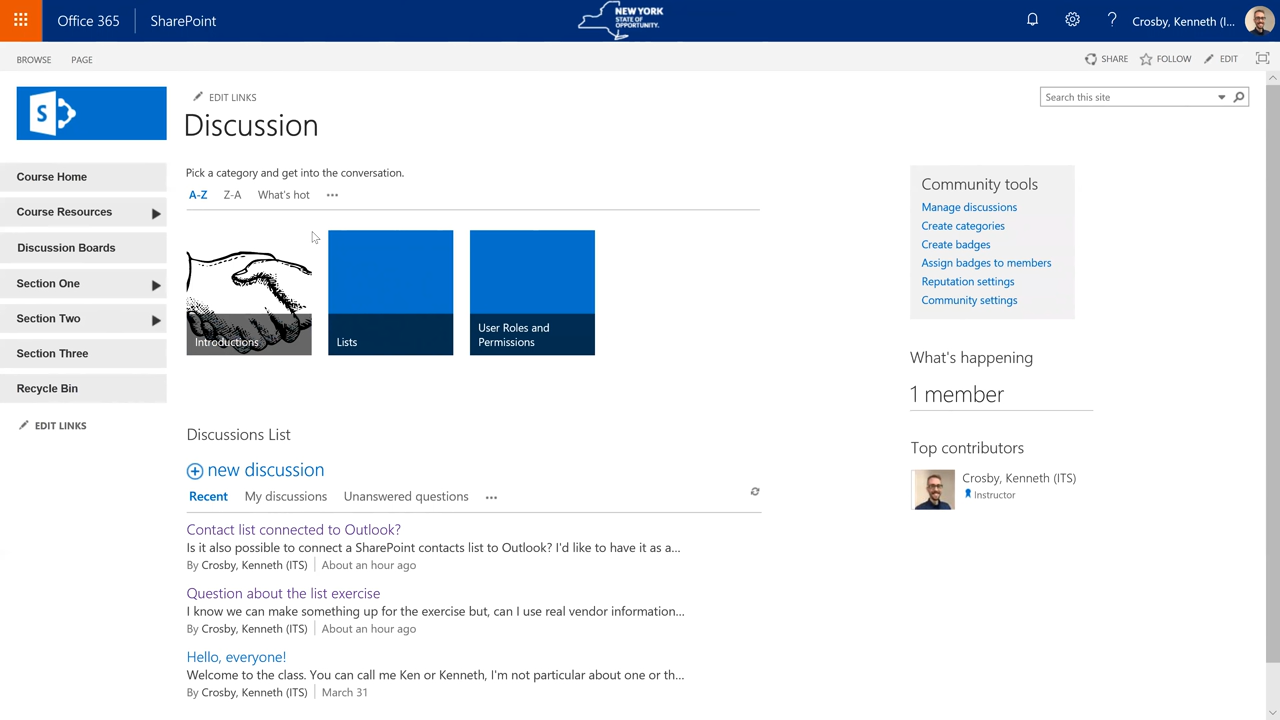 Office 365
SharePoint
NEW YORK
STATE OF
OPPORTUNITY.
?
Crosby, Kenneth (I...
BROWSE
PAGE
SHARE
FOLLOW
EDIT
S
EDIT LINKS
Search this site
Discussion
Course Home
Course Resources
Discussion Boards
Section One
Section Two
Section Three
Recycle Bin
EDIT LINKS
Pick a category and get into the conversation.
A-Z
Z-A
What's hot
...
Introductions
Lists
User Roles and
Permissions
Discussions List
new discussion
Recent
My discussions
Unanswered questions
...
Contact list connected to Outlook?
Is it also possible to connect a SharePoint contacts list to Outlook? I'd like to have it as a...
By Crosby, Kenneth (ITS)
About an hour ago
Question about the list exercise
I know we can make something up for the exercise but, can I use real vendor information...
By Crosby, Kenneth (ITS)
About an hour ago
Hello, everyone!
Welcome to the class. You can call me Ken or Kenneth, I'm not particular about one or th...
By Crosby, Kenneth (ITS)
March 31
Community tools
Manage discussions
Create categories
Create badges
Assign badges to members
Reputation settings
Community settings
What's happening
1 member
Top contributors
Crosby, Kenneth (ITS)
Instructor